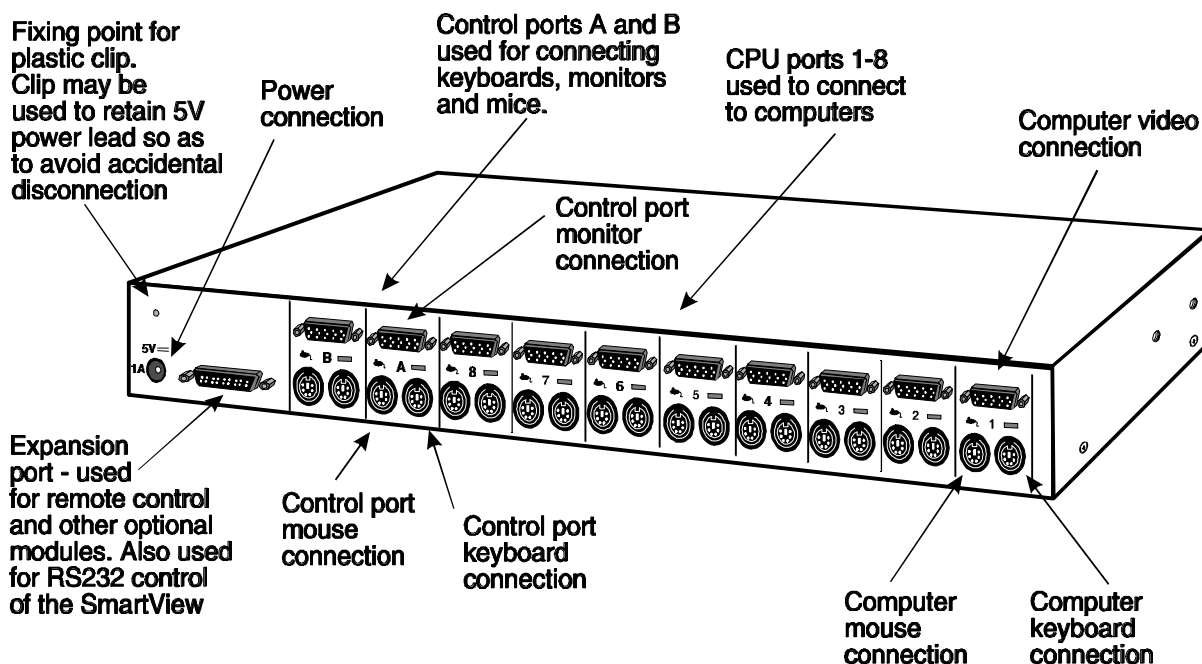 Fixing point for
plastic clip.
Clip may be
used to retain 5V
power lead so as
to avoid accidental
disconnection
Power
connection
Control ports A and B
used for connecting
keyboards, monitors
and mice.
CPU ports 1-8
used to connect
to computers
Computer video
connection
Control port
monitor
connection
5V
1A
B
A
8
7
6
5
4
3
2
1
Expansion
port - used
for remote control
and other optional
modules. Also used
for RS232 control
of the SmartView
Control port
mouse
connection
Control port
keyboard
connection
Computer
mouse
connection
Computer
keyboard
connection